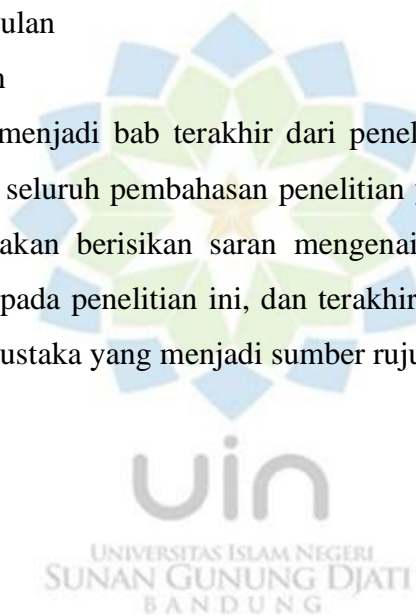 ulan
n
menjadi bab terakhir dari penel
seluruh pembahasan penelitian
akan berisikan saran mengenai
pada penelitian ini, dan terakhir
ustaka yang menjadi sumber ruju
uin
UNIVERSITAS ISLAM NEGERI
SUNAN GUNUNG DJATI
BANDUNG